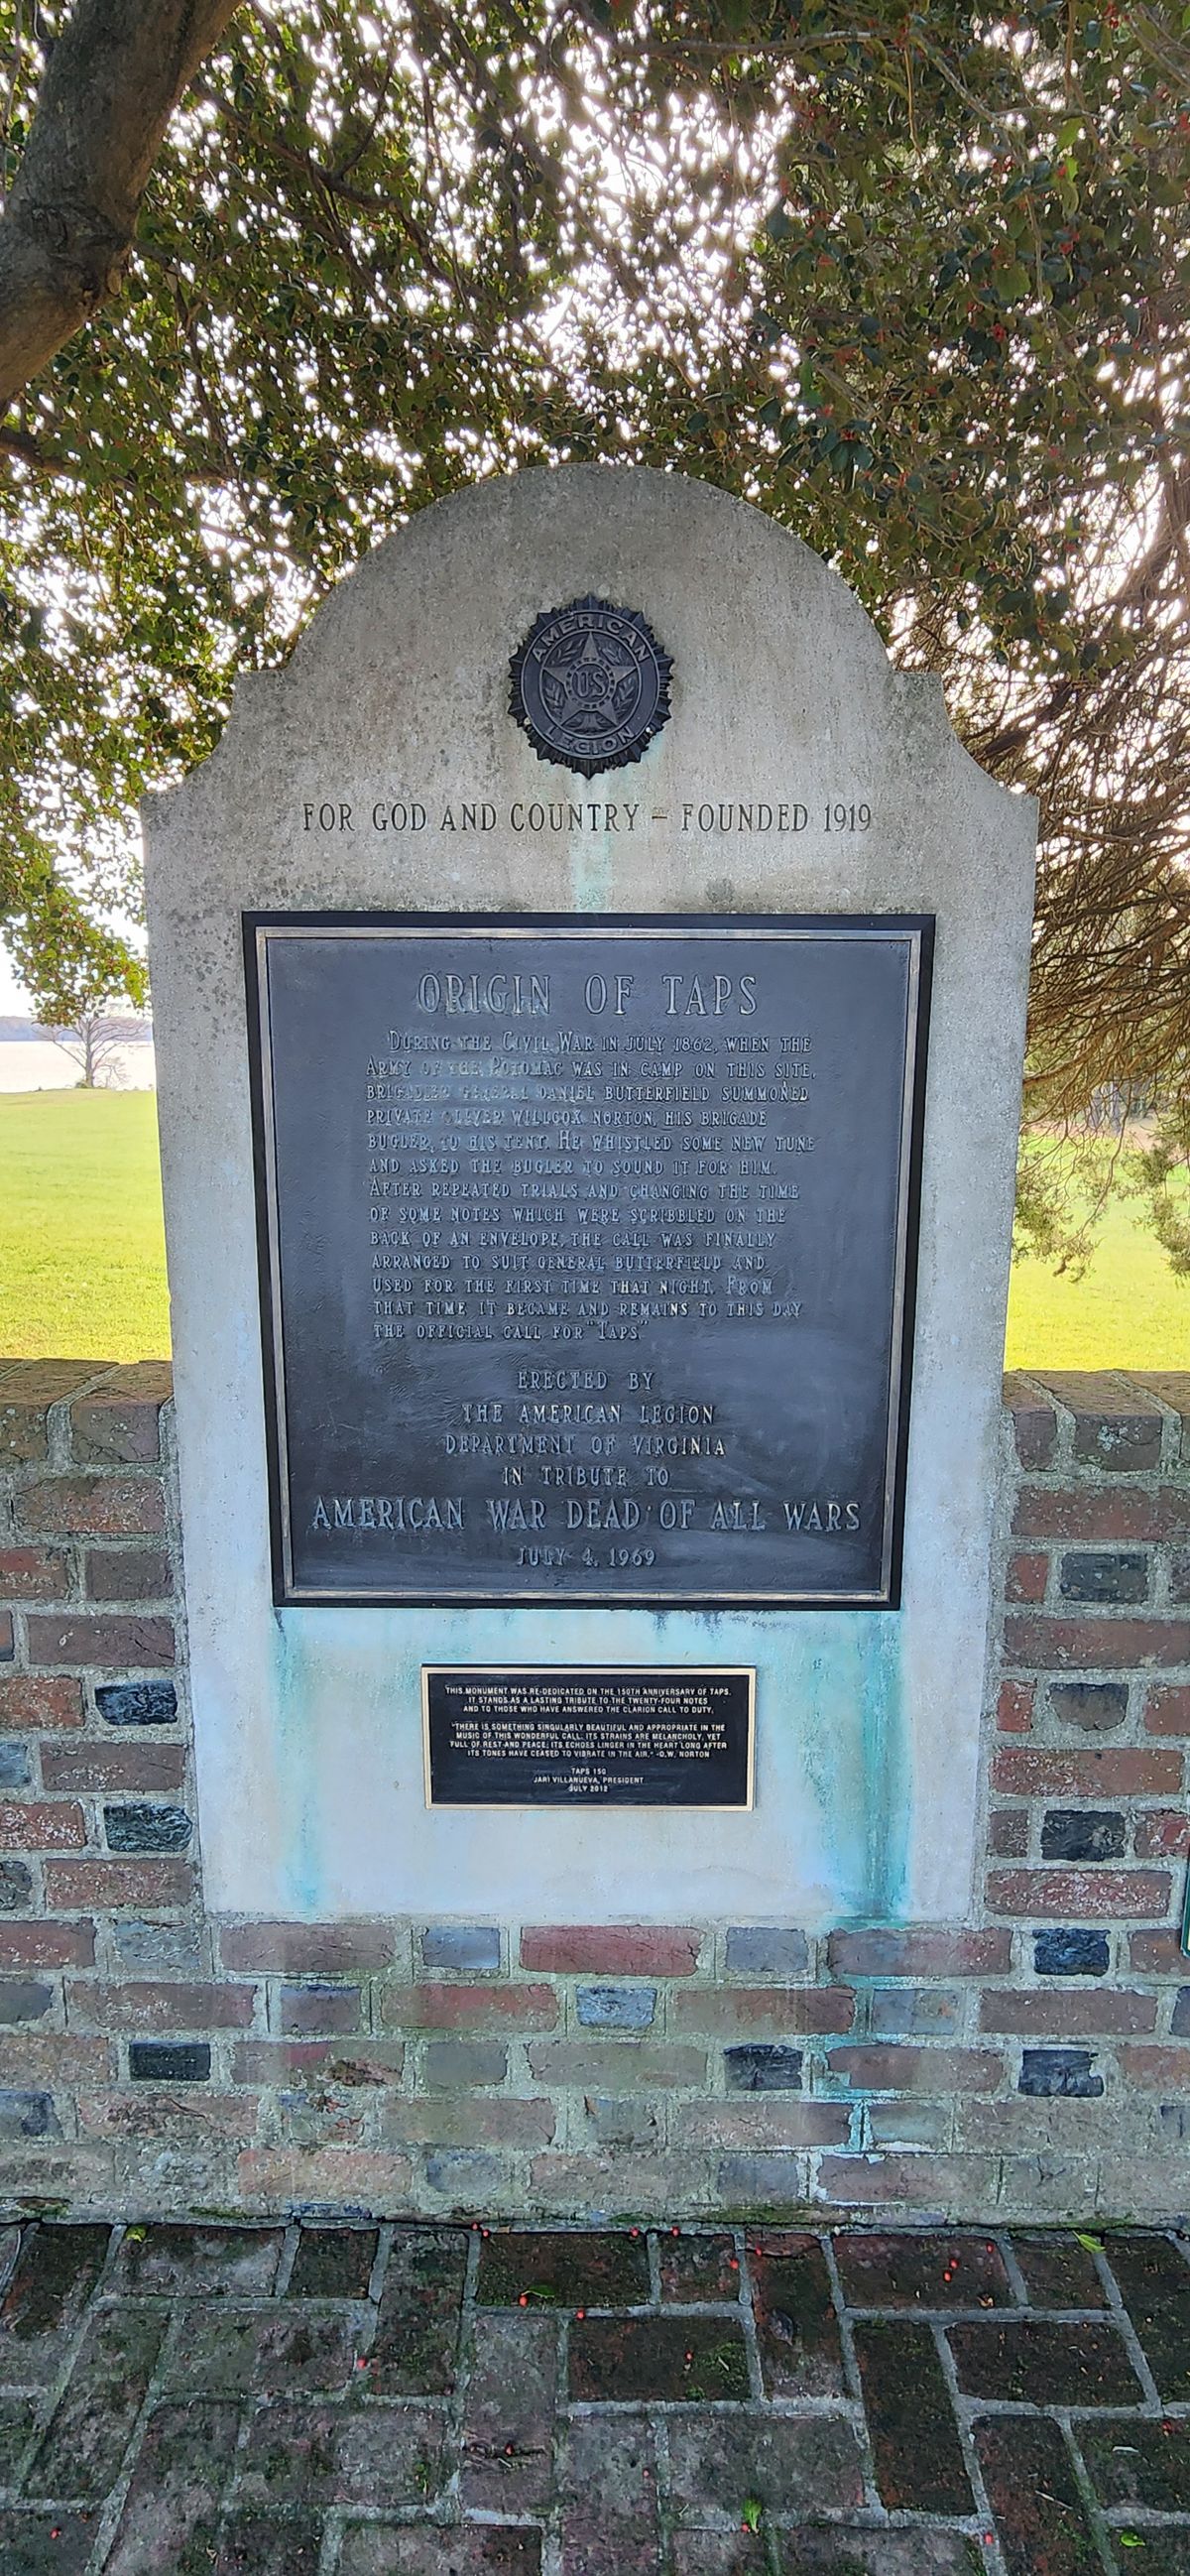 AMERICAN
US
LEGION
FOR GOD AND COUNTRY – FOUNDED 1919
ORIGIN OF TAPS
DURING THE CIVIL WAR IN JULY 1862, WHEN THE
ARMY OF THE POTOMAC WAS IN CAMP ON THIS SITE,
BRIGADIER GENERAL DANIEL BUTTERFIELD SUMMONED
PRIVATE OLIVER WILLCOX NORTON, HIS BRIGADE
BUGLER, TO HIS TENT. HE WHISTLED SOME NEW TUNE
AND ASKED THE BUGLER TO SOUND IT FOR HIM.
AFTER REPEATED TRIALS AND CHANGING THE TIME
OF SOME NOTES WHICH WERE SCRIBBLED ON THE
BACK OF AN ENVELOPE, THE CALL WAS FINALLY
ARRANGED TO SUIT GENERAL BUTTERFIELD AND
USED FOR THE FIRST TIME THAT NIGHT. FROM
THAT TIME IT BECAME AND REMAINS TO THIS DAY
THE OFFICIAL CALL FOR "TAPS."
ERECTED BY
THE AMERICAN LEGION
DEPARTMENT OF VIRGINIA
IN TRIBUTE TO
AMERICAN WAR DEAD OF ALL WARS
JULY 4, 1969
THIS MONUMENT WAS RE-DEDICATED ON THE 150TH ANNIVERSARY OF TAPS.
IT STANDS AS A LASTING TRIBUTE TO THE TWENTY-FOUR NOTES
AND TO THOSE WHO HAVE ANSWERED THE CLARION CALL TO DUTY.
"THERE IS SOMETHING SINGULARLY BEAUTIFUL AND APPROPRIATE IN THE
MUSIC OF THIS WONDERFUL CALL. ITS STRAINS ARE MELANCHOLY, YET
FULL OF REST AND PEACE. ITS ECHOES LINGER IN THE HEART LONG AFTER
ITS TONES HAVE CEASED TO VIBRATE IN THE AIR." -O.W. NORTON
TAPS 150
JARI VILLANUEVA, PRESIDENT
JULY 2012